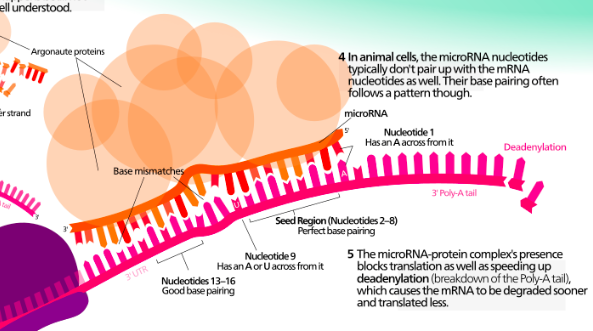 ell understood.
Argonaute proteins
er strand
tail
3'
4 In animal cells, the microRNA nucleotides
typically don't pair up with the mRNA
nucleotides as well. Their base pairing often
follows a pattern though.
microRNA
5'
Nucleotide 1
Has an A across from it
Deadenylation
Base mismatches
A
U
3' Poly-A tail
3'
Seed Region (Nucleotides 2–8)
Perfect base pairing
Nucleotide 9
Has an A or U across from it
3' UTR
Nucleotides 13–16
Good base pairing
5 The microRNA-protein complex's presence
blocks translation as well as speeding up
deadenylation (breakdown of the Poly-A tail),
which causes the mRNA to be degraded sooner
and translated less.